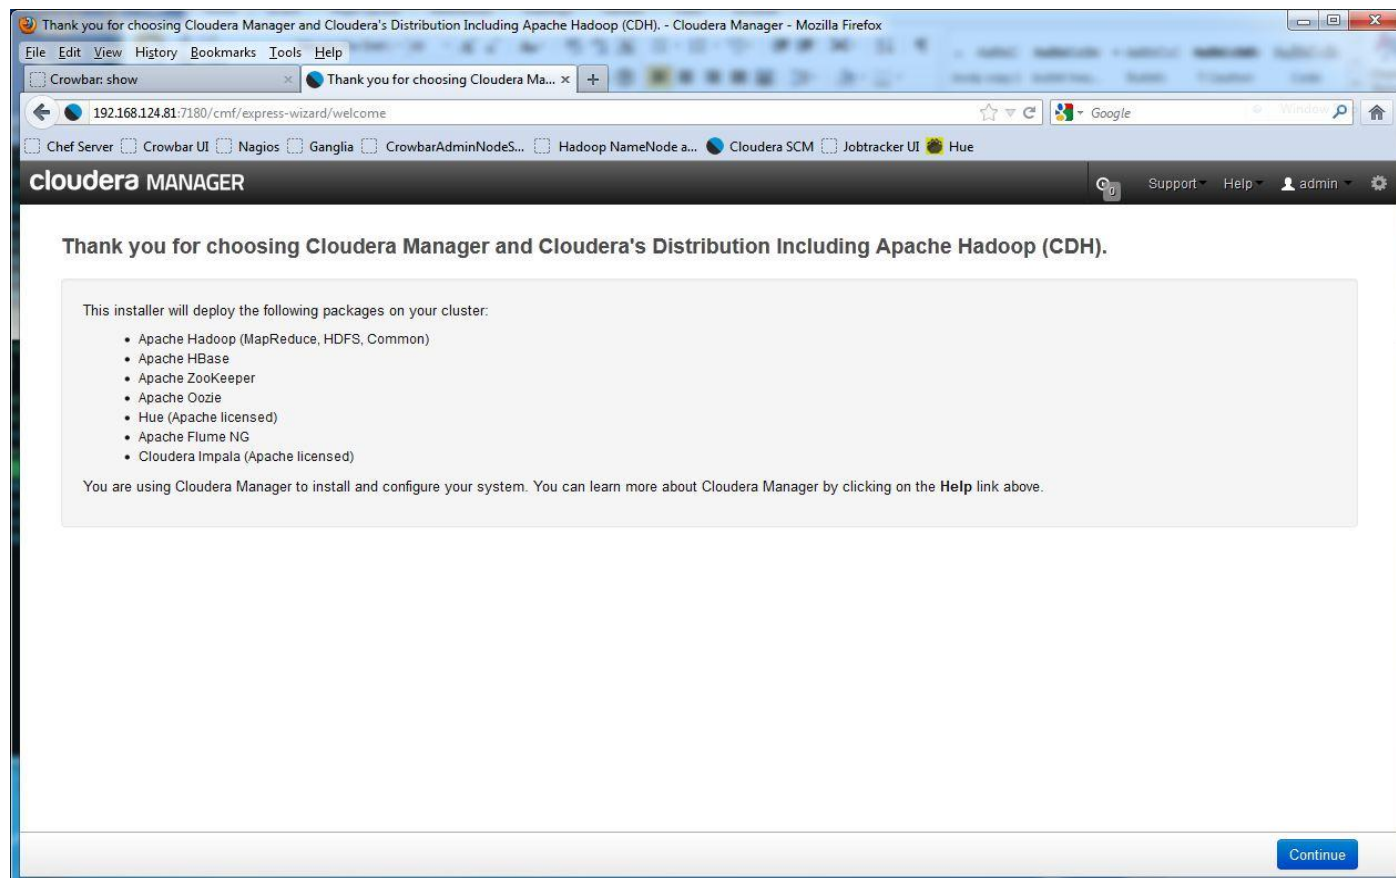 Thank you for choosing Cloudera Manager and Cloudera's Distribution Including Apache Hadoop (CDH). - Cloudera Manager - Mozilla Firefox
File Edit View History Bookmarks Tools Help
Crowbar: show × Thank you for choosing Cloudera Ma... × +
192.168.124.81:7180/cmf/express-wizard/welcome Google
Chef Server Crowbar UI Nagios Ganglia CrowbarAdminNodeS... Hadoop NameNode a... Cloudera SCM Jobtracker UI Hue
cloudera MANAGER 0 Support Help admin
Thank you for choosing Cloudera Manager and Cloudera's Distribution Including Apache Hadoop (CDH).
This installer will deploy the following packages on your cluster:
• Apache Hadoop (MapReduce, HDFS, Common)
• Apache HBase
• Apache ZooKeeper
• Apache Oozie
• Hue (Apache licensed)
• Apache Flume NG
• Cloudera Impala (Apache licensed)
You are using Cloudera Manager to install and configure your system. You can learn more about Cloudera Manager by clicking on the Help link above.
Continue